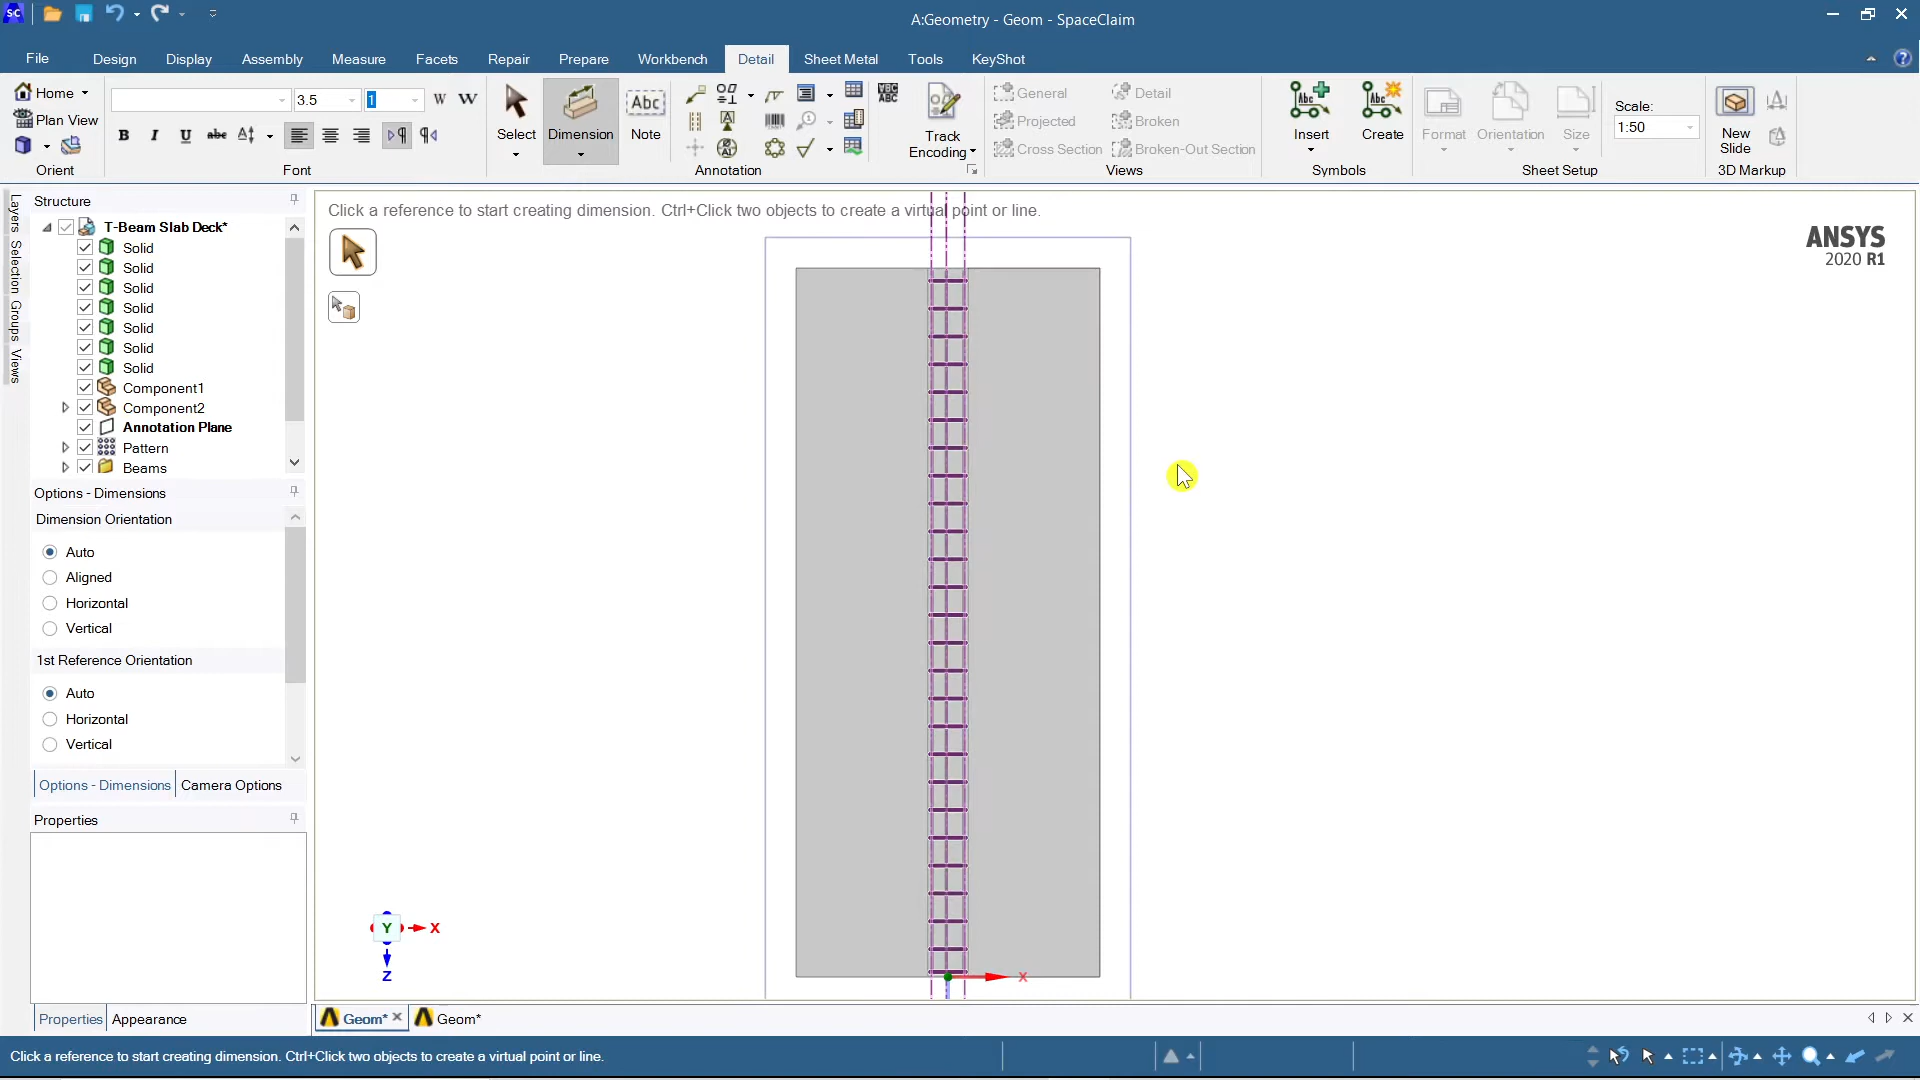 SC
A:Geometry - Geom - SpaceClaim
File Design Display Assembly Measure Facets Repair Prepare Workbench Detail Sheet Metal Tools KeyShot
Home
Plan View
Orient
3.5 1 W W
B I U abc A
Font
Select
Dimension
Abc
Note
Annotation
Track
Encoding
General Detail
Projected Broken
Cross Section Broken-Out Section
Views
Insert Create
Symbols
Format Orientation Size
Scale:
1:50
Sheet Setup
New
Slide
3D Markup
Layers Selection Groups Views
Structure
T-Beam Slab Deck*
Solid
Solid
Solid
Solid
Solid
Solid
Solid
Component1
Component2
Annotation Plane
Pattern
Beams
Options - Dimensions
Dimension Orientation
Auto
Aligned
Horizontal
Vertical
1st Reference Orientation
Auto
Horizontal
Vertical
Options - Dimensions Camera Options
Properties
Properties Appearance
Click a reference to start creating dimension. Ctrl+Click two objects to create a virtual point or line.
ANSYS
2020 R1
Y X
Z
X
Geom* Geom*
Click a reference to start creating dimension. Ctrl+Click two objects to create a virtual point or line.